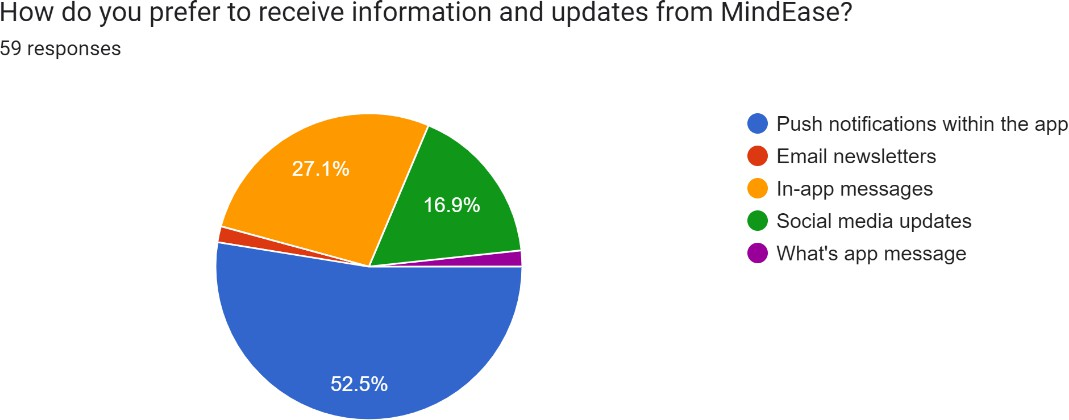 How do you prefer to receive information and updates from MindEase?
59 responses
27.1%
16.9%
52.5%
Push notifications within the app
Email newsletters
In-app messages
Social media updates
What's app message